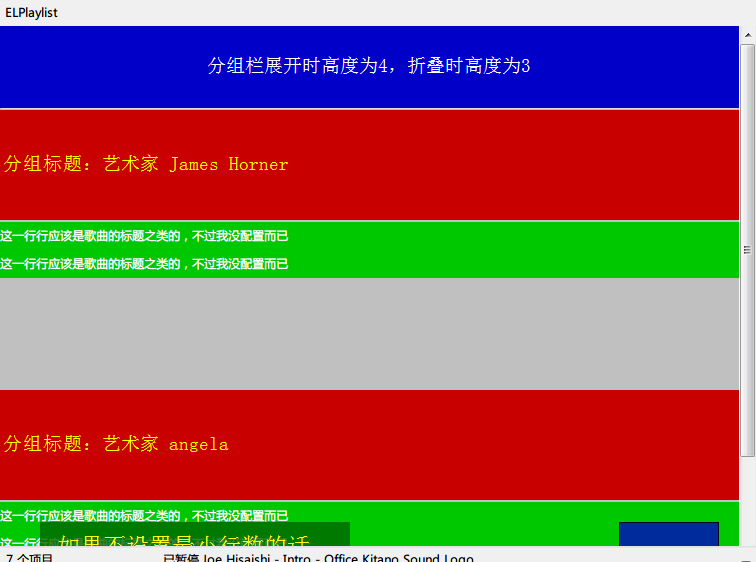 ELPlaylist
分组栏展开时高度为4，折叠时高度为3
分组标题：艺术家 James Horner
这一行行应该是歌曲的标题之类的，不过我没配置而已
这一行行应该是歌曲的标题之类的，不过我没配置而已
分组标题：艺术家 angela
这一行行应该是歌曲的标题之类的，不过我没配置而已
如果不设置最小行数的话
7 个项目
已暂停 Joe Hisaishi - Intro - Office Kitano Sound Logo